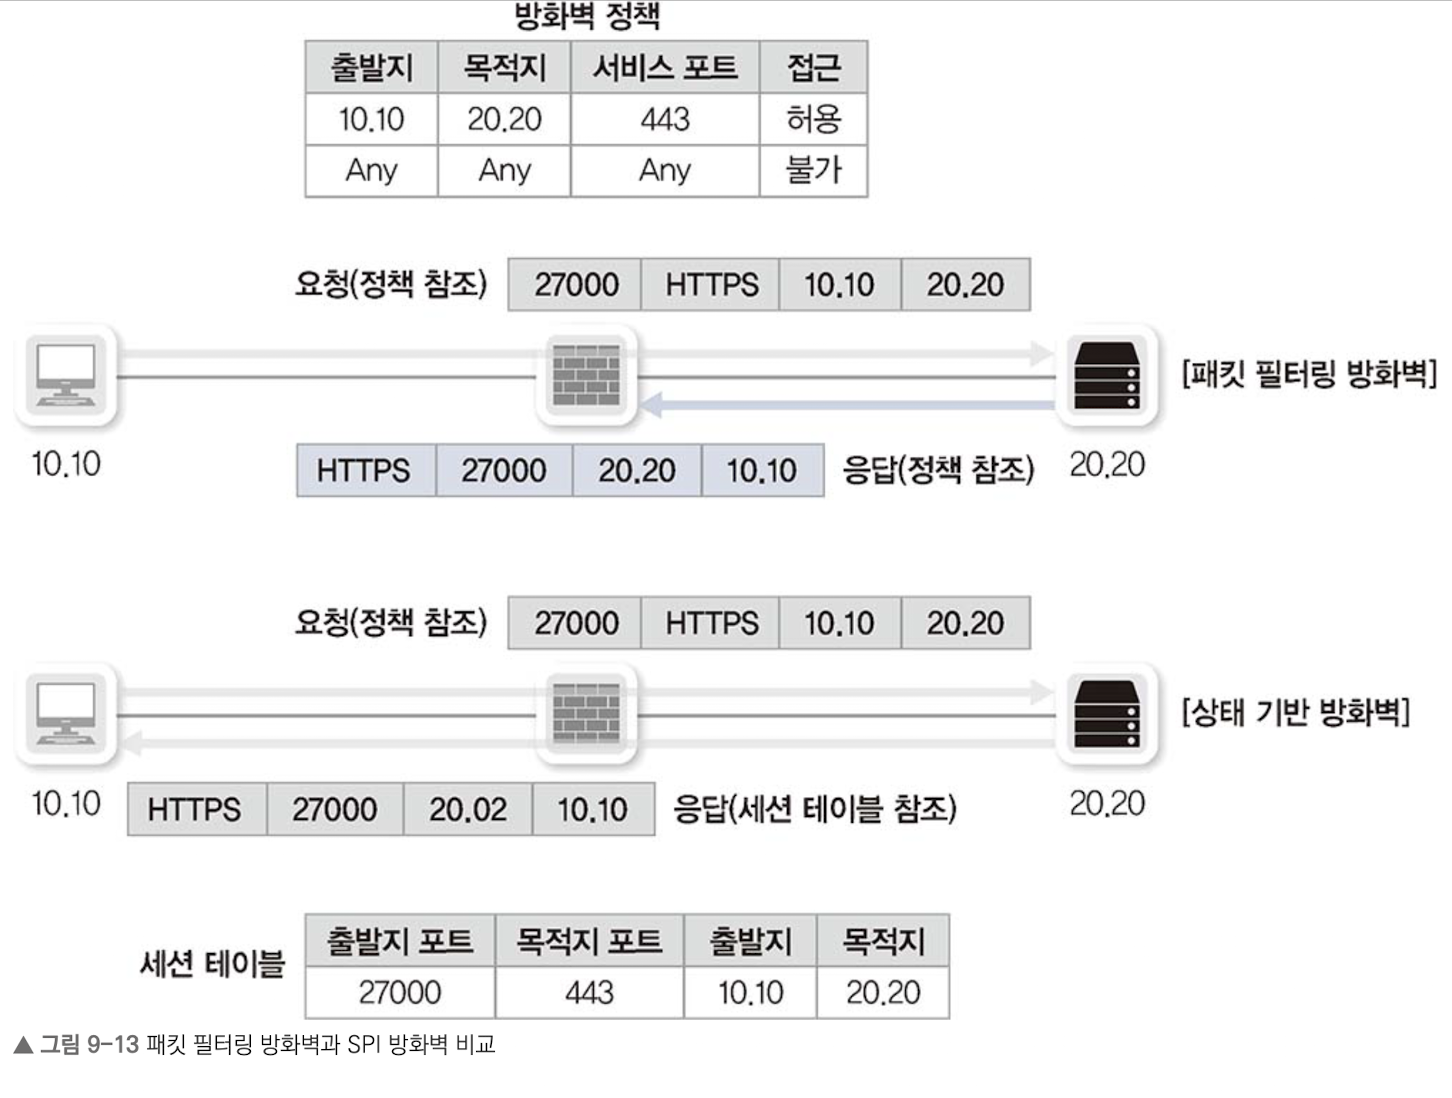 방화벽 정책
출발지 목적지 서비스 포트 접근
10.10 20.20 443 허용
Any Any Any 불가
요청(정책 참조) 27000 HTTPS 10.10 20.20
[패킷 필터링 방화벽]
10.10 20.20
HTTPS 27000 20.20 10.10 응답(정책 참조)
요청(정책 참조) 27000 HTTPS 10.10 20.20
[상태 기반 방화벽]
10.10 20.20
HTTPS 27000 20.02 10.10 응답(세션 테이블 참조)
세션 테이블
출발지 포트 목적지 포트 출발지 목적지
27000 443 10.10 20.20
▲ 그림 9-13 패킷 필터링 방화벽과 SPI 방화벽 비교